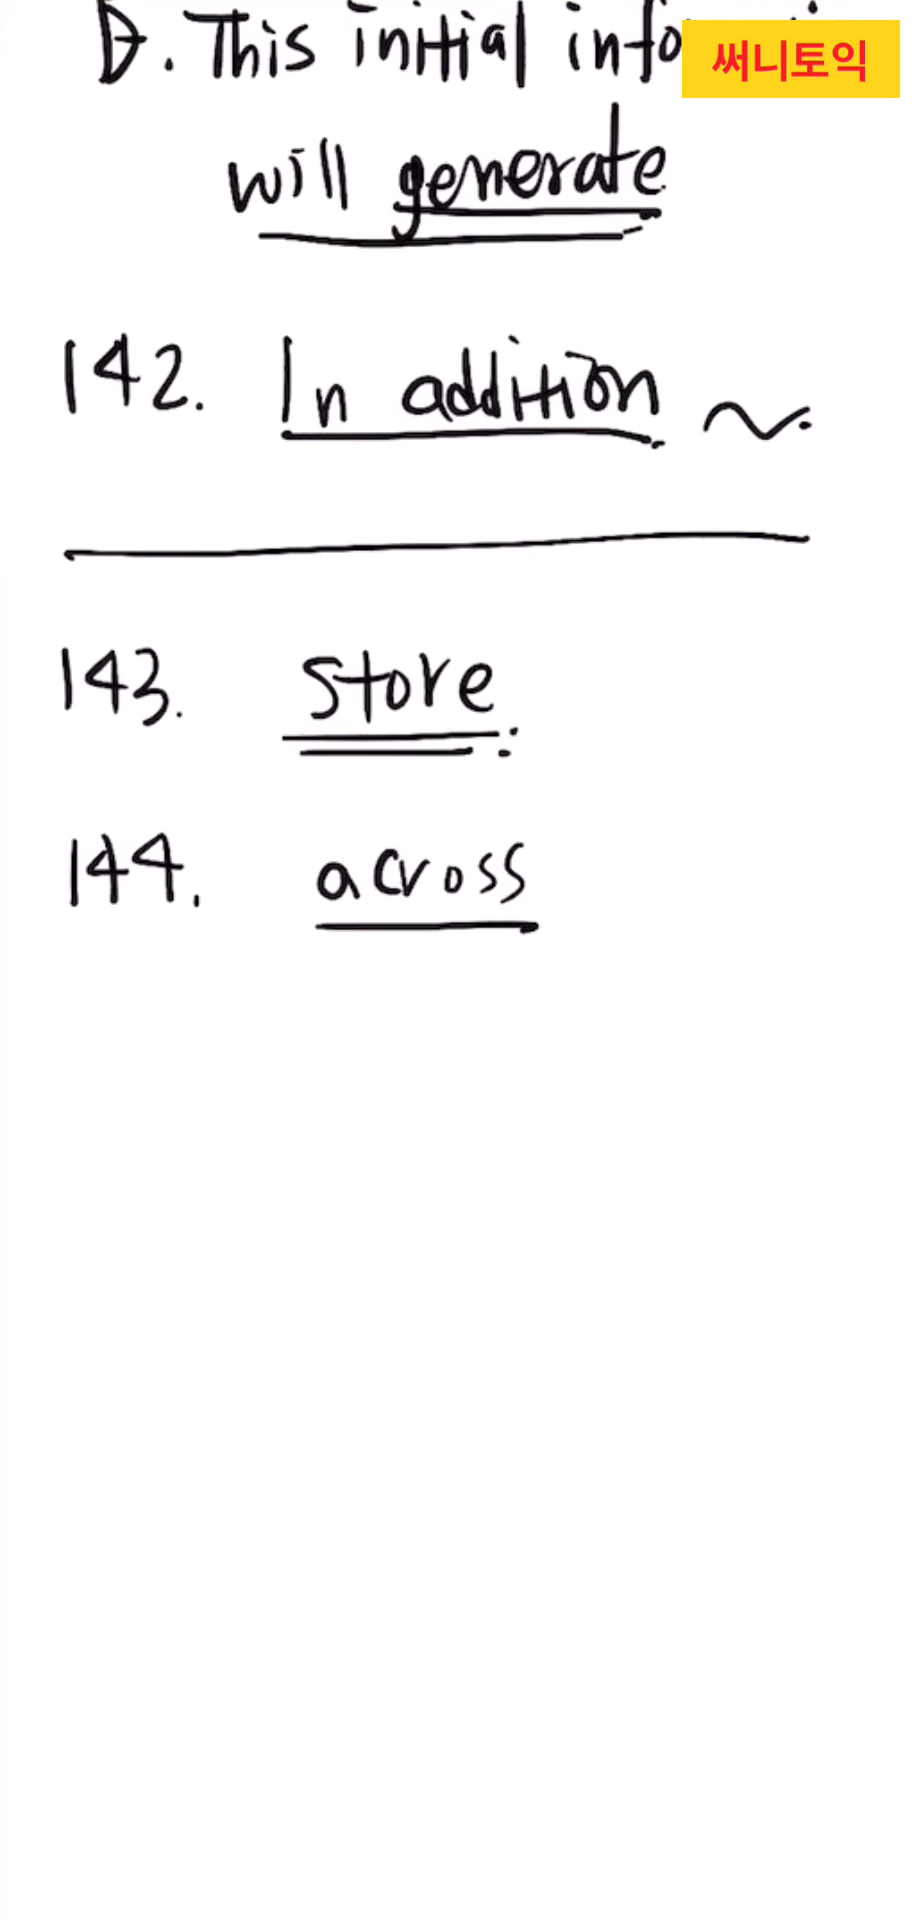 D. This initial info
써니토익
will generate
142. In addition ~.
143. store
144. across